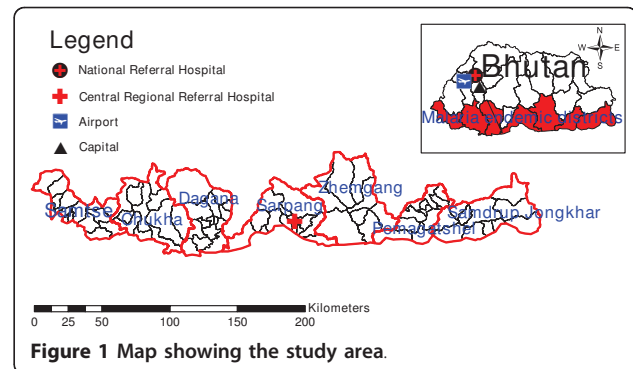 Legend
National Referral Hospital
Central Regional Referral Hospital
Airport
Capital
N
W E
S
Bhutan
Malaria endemic districts
Samtse
Chukha
Dagana
Sarpang
Zhemgang
Pemagatshel
Samdrup Jongkhar
Kilometers
0 25 50 100 150 200
Figure 1 Map showing the study area.